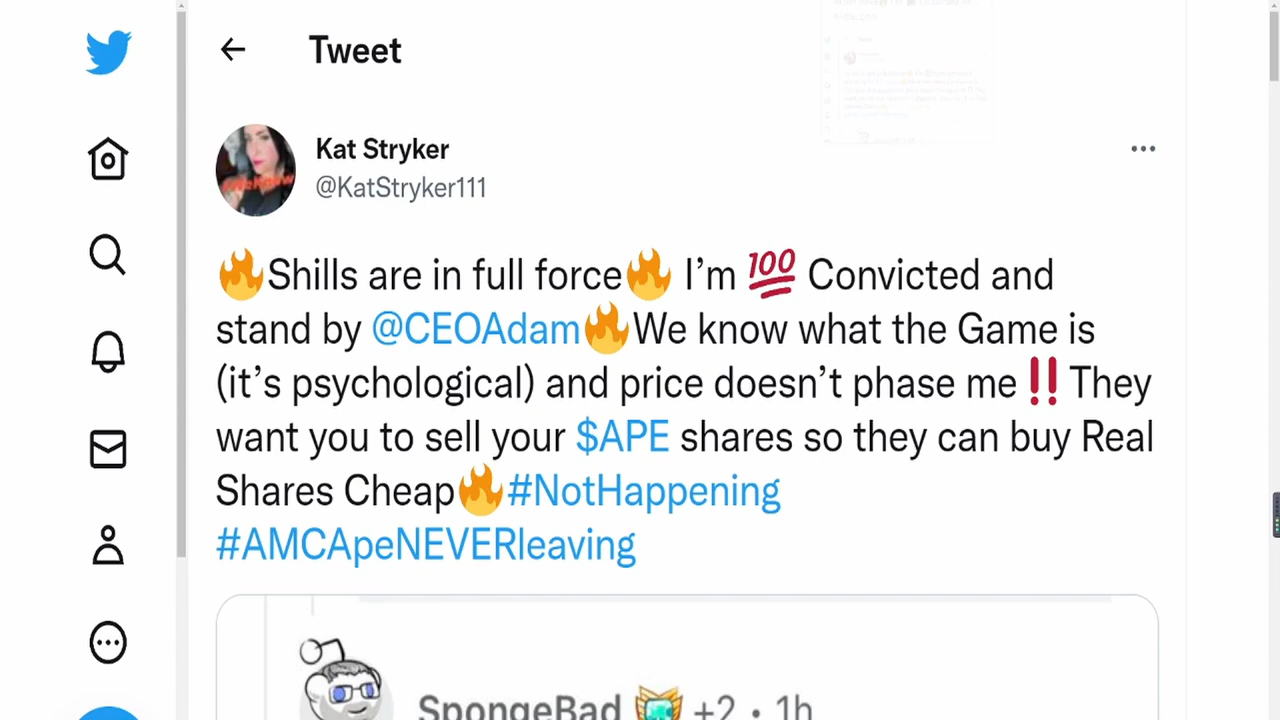 Tweet
Kat Stryker
@KatStryker111
🔥Shills are in full force🔥 I’m 💯 Convicted and
stand by @CEOAdam🔥We know what the Game is
(it’s psychological) and price doesn’t phase me‼️They
want you to sell your $APE shares so they can buy Real
Shares Cheap🔥#NotHappening
#AMCApeNEVERleaving
SpongeBad +2 • 1h